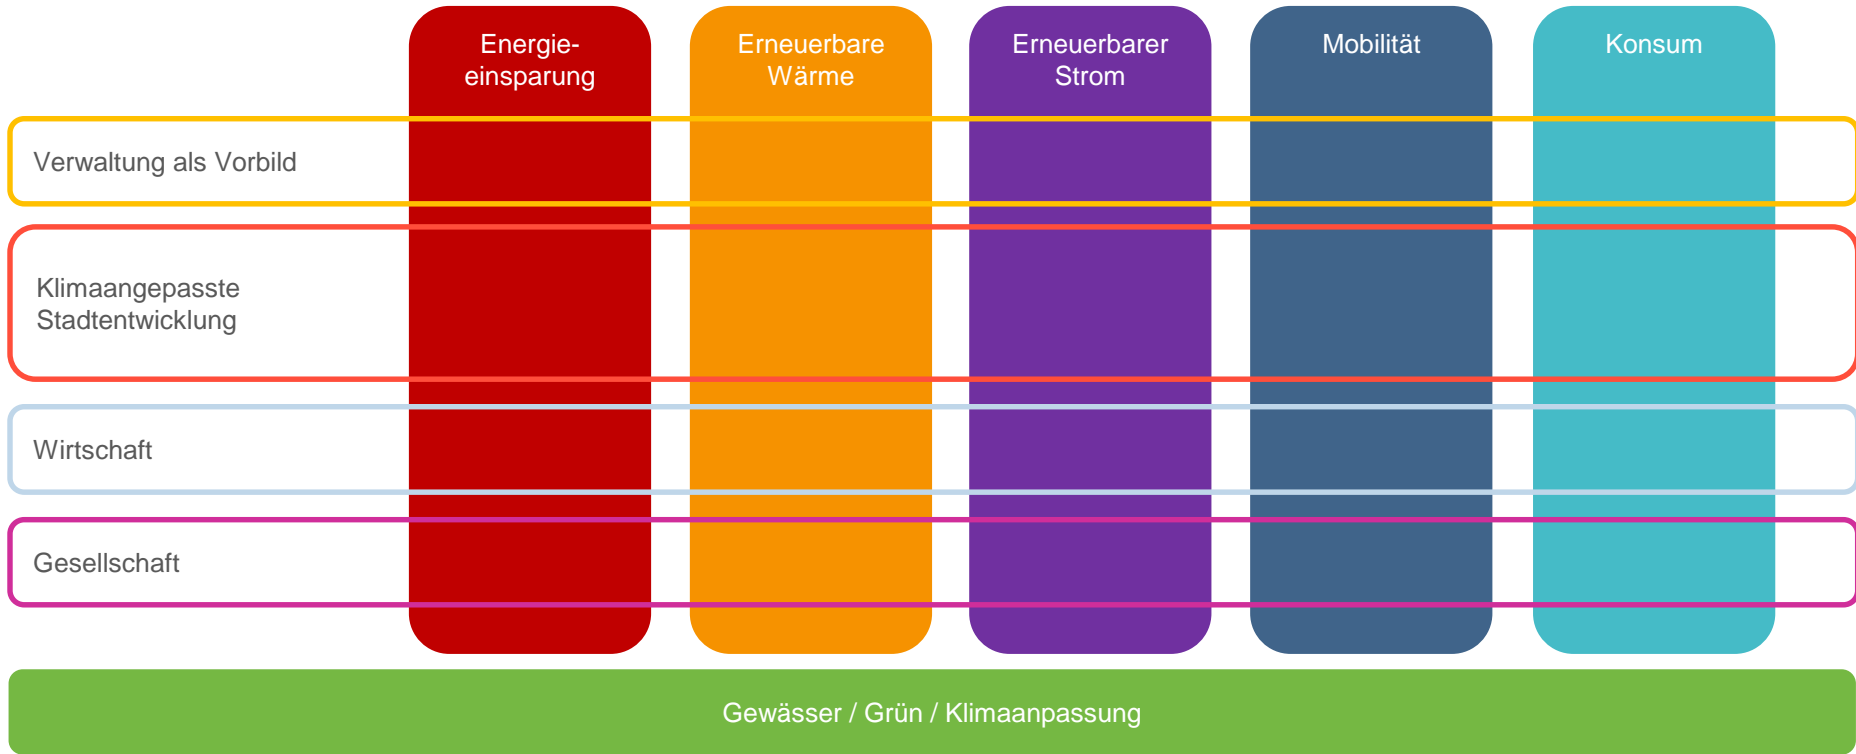 Energie-
einsparung
Erneuerbare
Wärme
Erneuerbarer
Strom
Mobilität
Konsum
Verwaltung als Vorbild
Klimaangepasste
Stadtentwicklung
Wirtschaft
Gesellschaft
Gewässer / Grün / Klimaanpassung